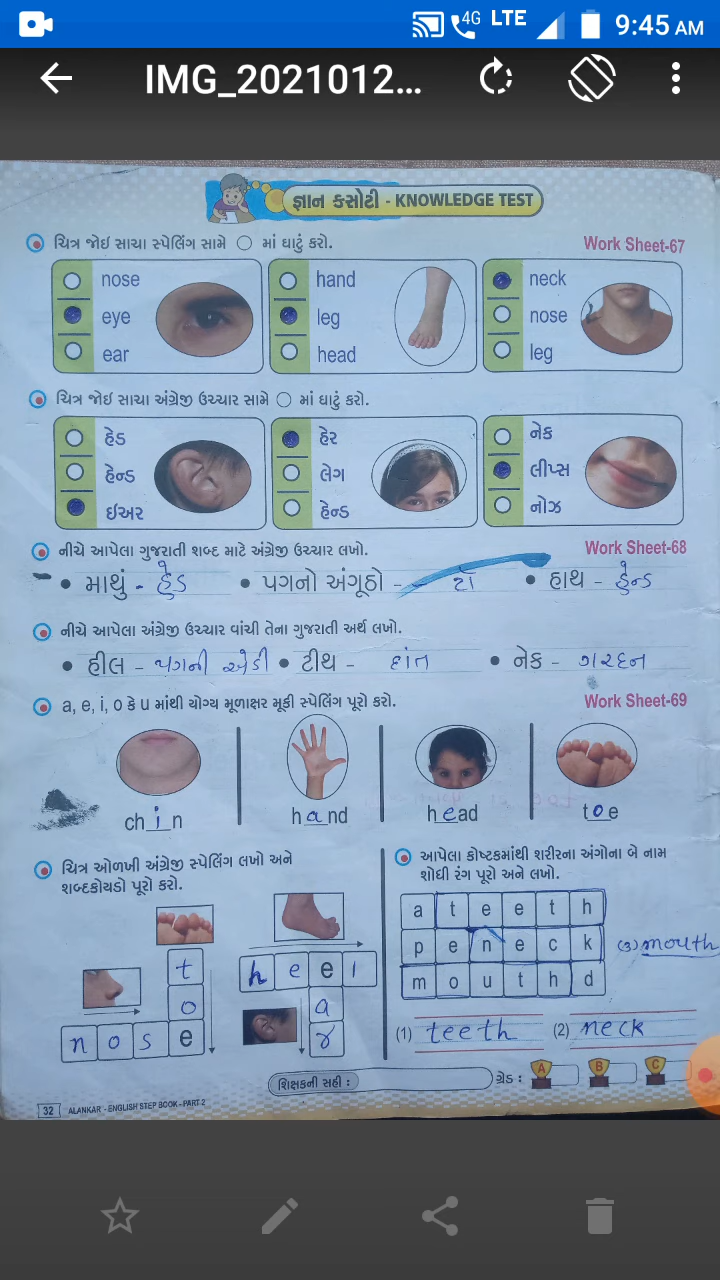 4G LTE 9:45 AM
IMG_2021012...
જ્ઞાન કસોટી - KNOWLEDGE TEST
ચિત્ર જોઈ સાચા સ્પેલિંગ સામે ○ માં ઘાટું કરો. Work Sheet-67
nose hand neck
eye leg nose
ear head leg
ચિત્ર જોઈ સાચા અંગ્રેજી ઉચ્ચાર સામે ○ માં ઘાટું કરો.
હેડ હેર નેક
હેન્ડ લેગ લીપ્સ
ઇઅર હેન્ડ નોઝ
નીચે આપેલા ગુજરાતી શબ્દ માટે અંગ્રેજી ઉચ્ચાર લખો. Work Sheet-68
• માથું - હેડ • પગનો અંગૂઠો - ટો • હાથ - હેન્ડ
નીચે આપેલા અંગ્રેજી ઉચ્ચાર વાંચી તેના ગુજરાતી અર્થ લખો.
• હીલ - પગની એડી • ટીથ - દાંત • નેક - ગરદન
a, e, i, o કે u માંથી યોગ્ય મૂળાક્ષર મૂકી સ્પેલિંગ પૂરો કરો. Work Sheet-69
chin hand head toe
ચિત્ર ઓળખી અંગ્રેજી સ્પેલિંગ લખો અને
શબ્દકોયડો પૂરો કરો.
t
heel
o a
nose r
આપેલા કોષ્ટકમાંથી શરીરના અંગોના બે નામ
શોધી રંગ પૂરો અને લખો.
a t e e t h
p e n e c k (3) mouth
m o u t h d
(1) teeth (2) neck
શિક્ષકની સહી : ગ્રેડ : A B C
32 ALANKAR - ENGLISH STEP BOOK - PART 2